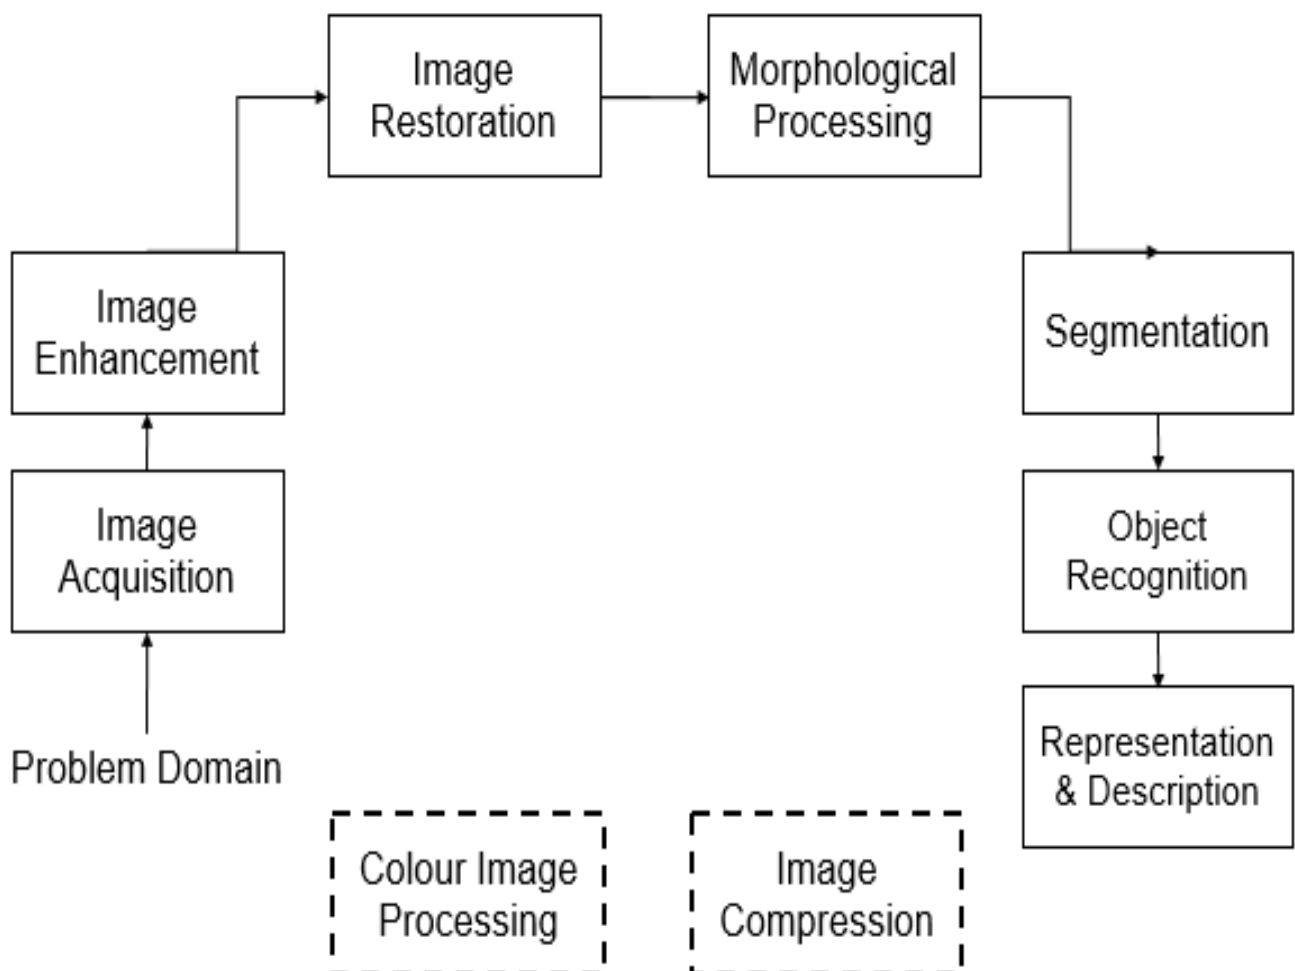 Image
Restoration
Morphological
Processing
Image
Enhancement
Segmentation
Image
Acquisition
Object
Recognition
Problem Domain
Representation
& Description
Colour Image
Processing
Image
Compression